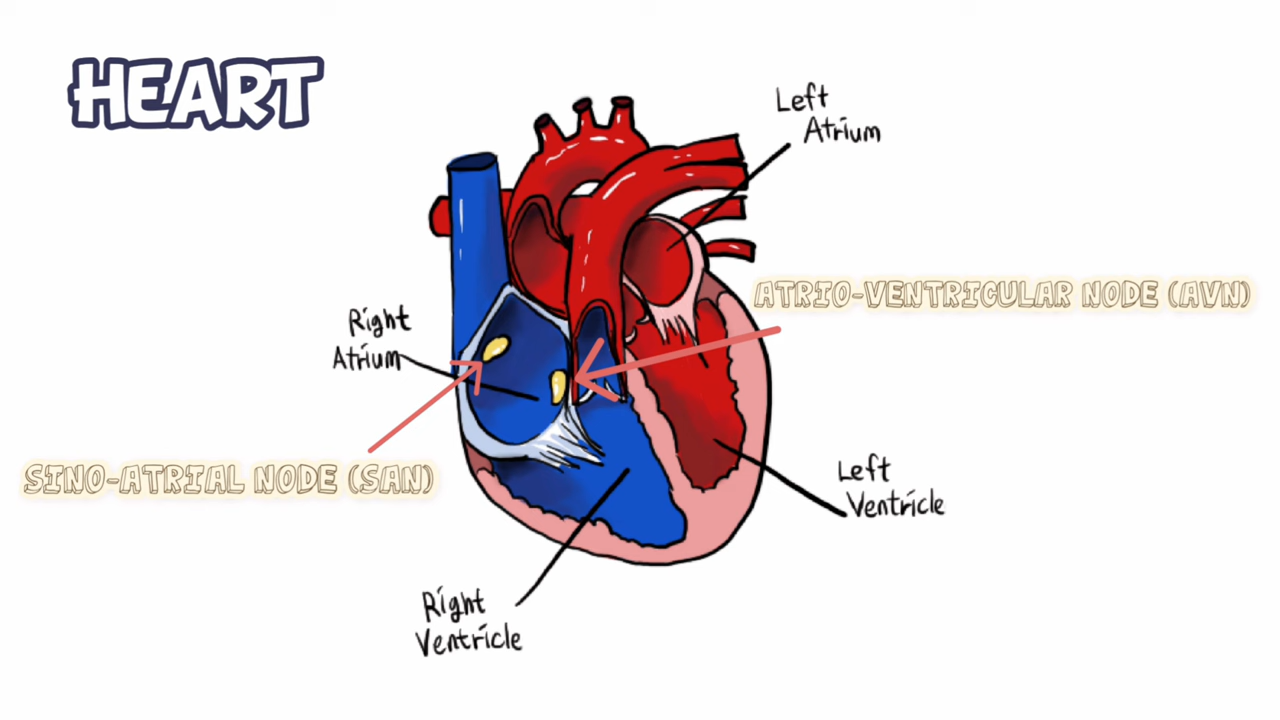 HEART
Left
Atrium
ATRIO-VENTRICULAR NODE (AVN)
Right
Atrium
SINO-ATRIAL NODE (SAN)
Left
Ventricle
Right
Ventricle